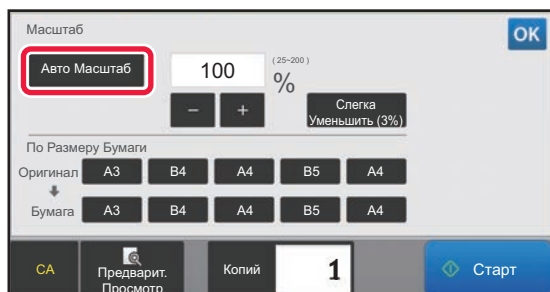 Масштаб
OK
Авто Масштаб
100
(25~200)
%
−
+
Слегка
Уменьшить (3%)
По Размеру Бумаги
Оригинал A3 B4 A4 B5 A4
Бумага A3 B4 A4 B5 A4
CA
Предварит.
Просмотр
Копий
1
Старт